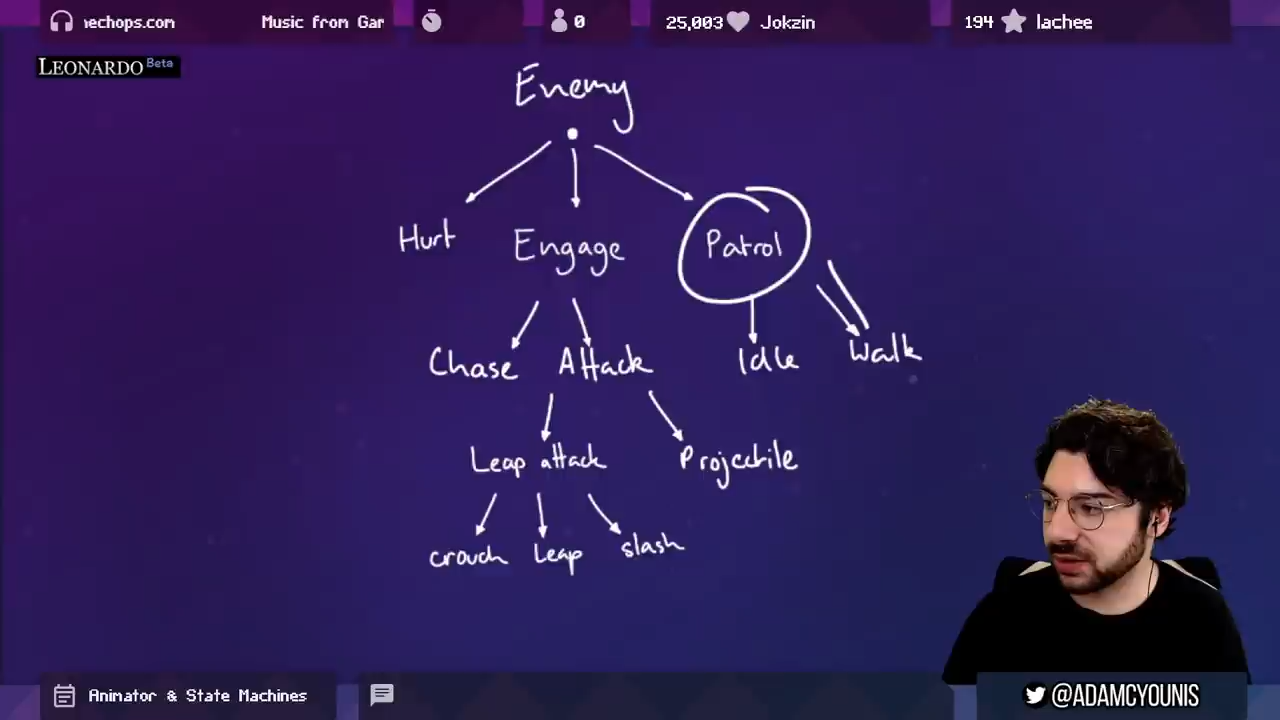 echops.com
Music from Gar
0
25,003
Jokzin
194
lachee
LEONARDO Beta
Enemy
Hurt
Engage
Patrol
Chase
Attack
Idle
Walk
Leap attack
Projectile
crouch
Leap
slash
Animator & State Machines
@ADAMCYOUNIS